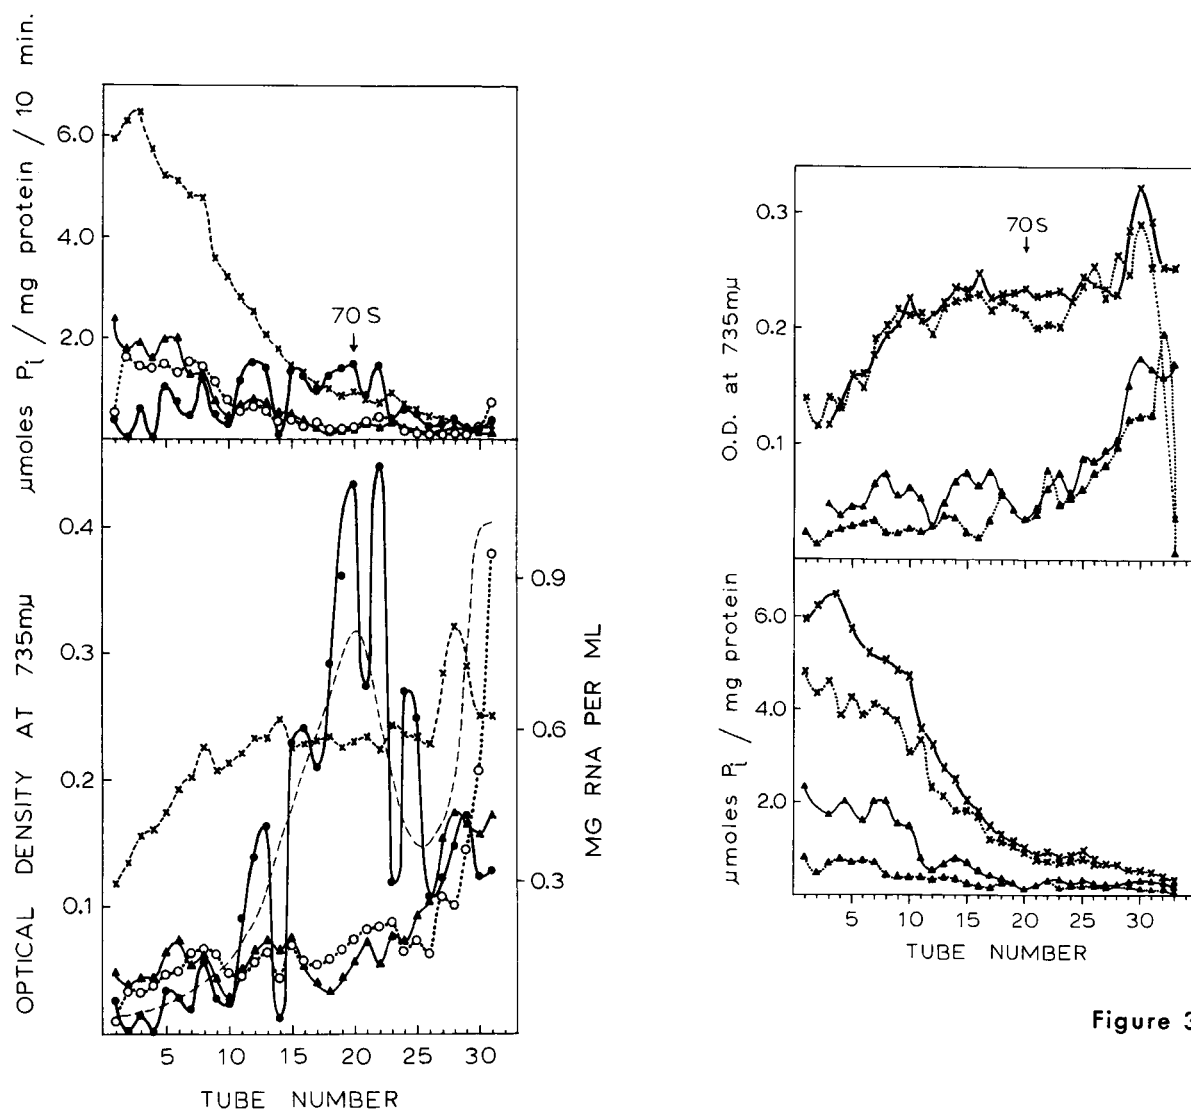 μmoles Pi / mg protein / 10 min.
6.0
4.0
2.0
70S
OPTICAL DENSITY AT 735mμ
0.4
0.3
0.2
0.1
0.9
0.6
0.3
MG RNA PER ML
5 10 15 20 25 30
TUBE NUMBER
O.D. at 735mμ
0.3
0.2
0.1
70S
μmoles Pi / mg protein
6.0
4.0
2.0
5 10 15 20 25 30
TUBE NUMBER
Figure 3